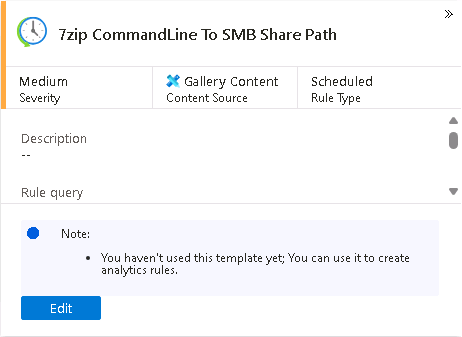 7zip CommandLine To SMB Share Path
Medium
Severity
Gallery Content
Content Source
Scheduled
Rule Type
Description
--
Rule query
Note:
• You haven't used this template yet; You can use it to create
analytics rules.
Edit